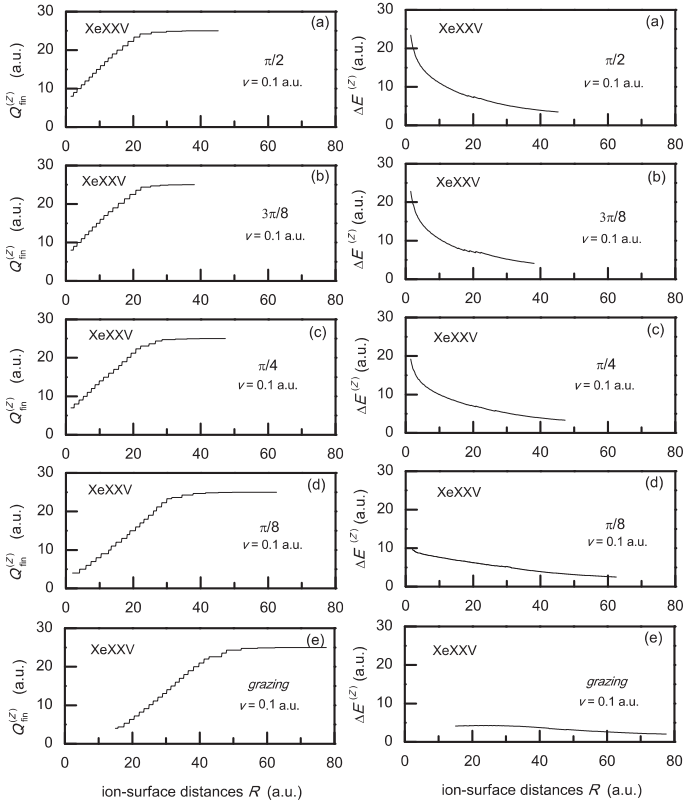 30 XeXXV (a) 30 XeXXV (a)
20 20
10 π/2 10 π/2
v = 0.1 a.u. v = 0.1 a.u.
0 0
0 20 40 60 80 0 20 40 60 80
Q fin (Z) (a.u.) ΔE (Z) (a.u.)
30 XeXXV (b) 30 XeXXV (b)
20 20
10 3π/8 10 3π/8
v = 0.1 a.u. v = 0.1 a.u.
0 0
0 20 40 60 80 0 20 40 60 80
Q fin (Z) (a.u.) ΔE (Z) (a.u.)
30 XeXXV (c) 30 XeXXV (c)
20 20
10 π/4 10 π/4
v = 0.1 a.u. v = 0.1 a.u.
0 0
0 20 40 60 80 0 20 40 60 80
Q fin (Z) (a.u.) ΔE (Z) (a.u.)
30 XeXXV (d) 30 XeXXV (d)
20 20
10 π/8 10 π/8
v = 0.1 a.u. v = 0.1 a.u.
0 0
0 20 40 60 80 0 20 40 60 80
Q fin (Z) (a.u.) ΔE (Z) (a.u.)
30 XeXXV (e) 30 XeXXV (e)
20 20
10 grazing 10 grazing
v = 0.1 a.u. v = 0.1 a.u.
0 0
0 20 40 60 80 0 20 40 60 80
Q fin (Z) (a.u.) ΔE (Z) (a.u.)
ion-surface distances R (a.u.) ion-surface distances R (a.u.)